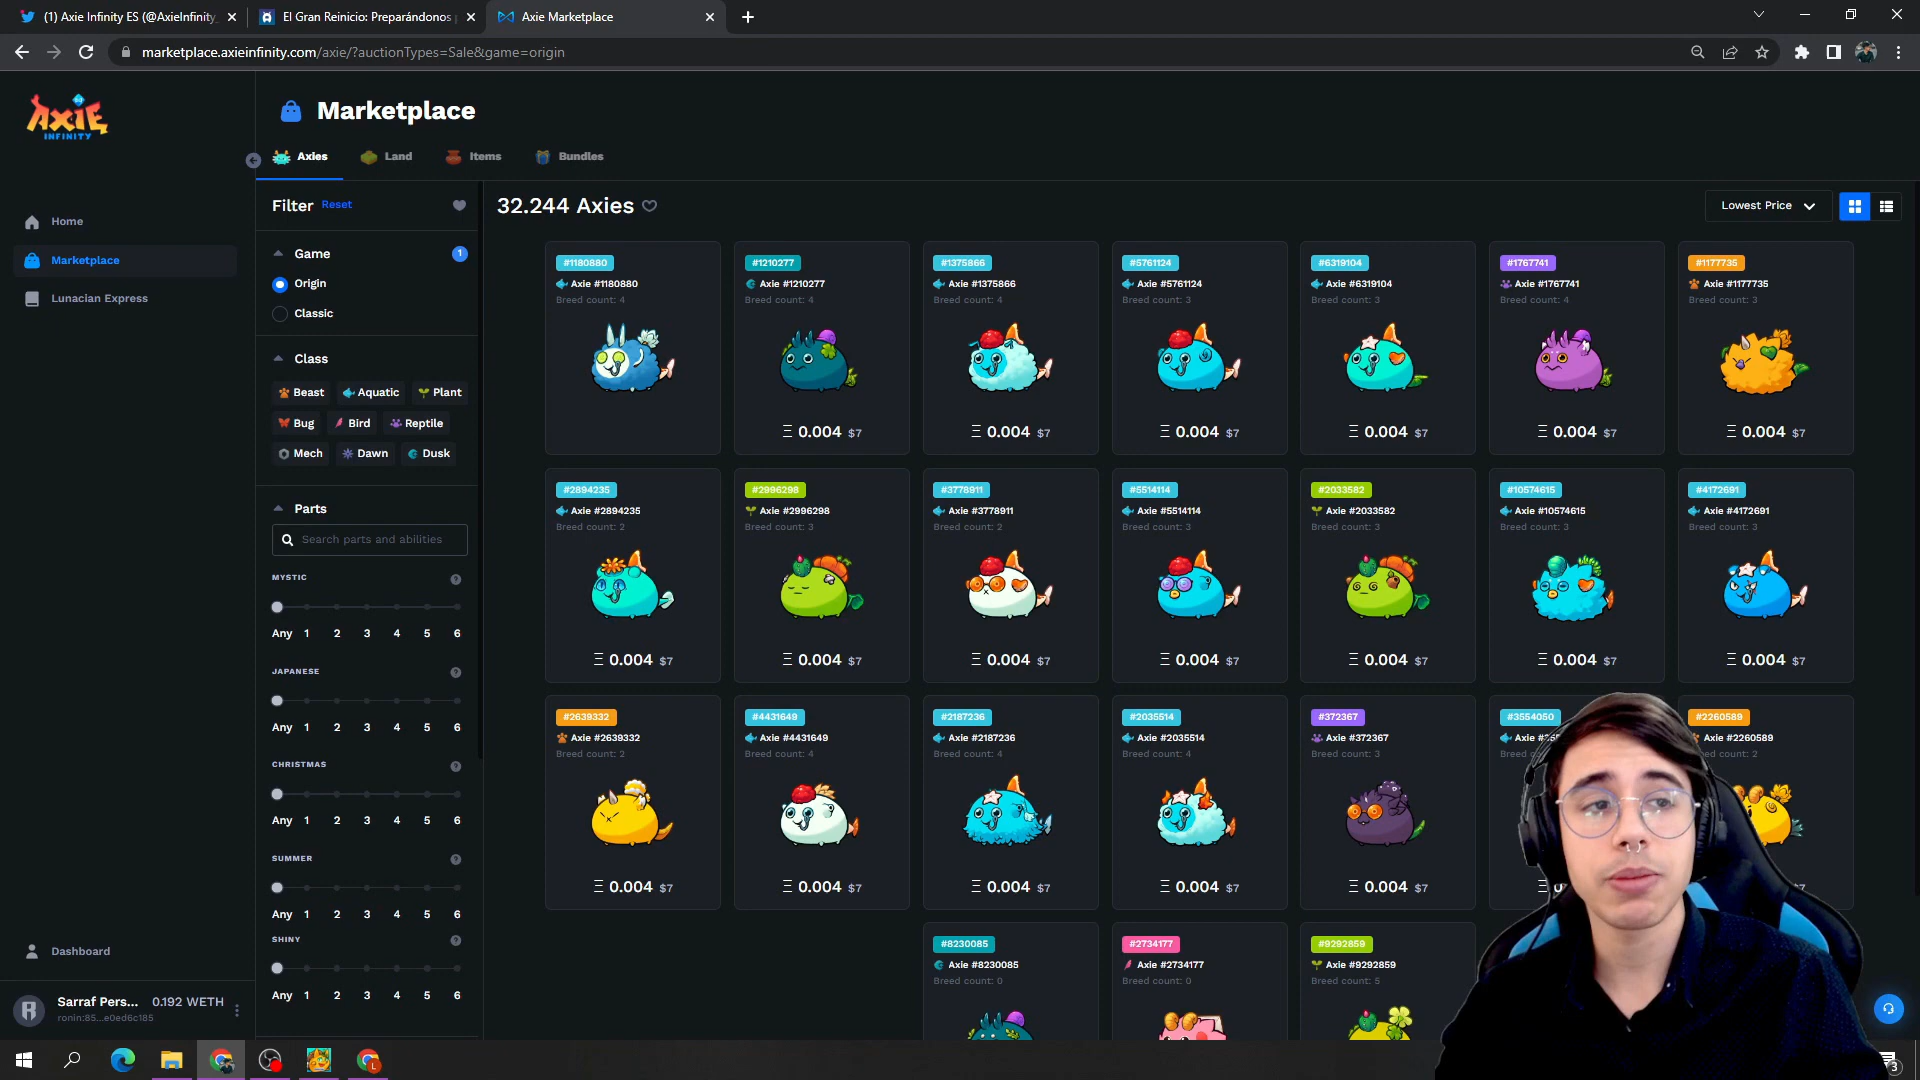 (1) Axie Infinity ES (@AxieInfinity_
El Gran Reinicio: Preparándonos
Axie Marketplace
marketplace.axieinfinity.com/axie/?auctionTypes=Sale&game=origin
AXIE
INFINITY
Home
Marketplace
Lunacian Express
Dashboard
Sarraf Pers... 0.192 WETH
ronin:85...e0ed6c185
Marketplace
Axies Land Items Bundles
Filter Reset
Game 1
Origin
Classic
Class
Beast Aquatic Plant
Bug Bird Reptile
Mech Dawn Dusk
Parts
Search parts and abilities
MYSTIC
Any 1 2 3 4 5 6
JAPANESE
Any 1 2 3 4 5 6
CHRISTMAS
Any 1 2 3 4 5 6
SUMMER
Any 1 2 3 4 5 6
SHINY
Any 1 2 3 4 5 6
32.244 Axies
Lowest Price
#1180880 #1210277 #1375866 #5761124 #6319104 #1767741 #1177735
Axie #1180880 Axie #1210277 Axie #1375866 Axie #5761124 Axie #6319104 Axie #1767741 Axie #1177735
Breed count: 4 Breed count: 4 Breed count: 4 Breed count: 3 Breed count: 3 Breed count: 4 Breed count: 3
Ξ 0.004 $7 Ξ 0.004 $7 Ξ 0.004 $7 Ξ 0.004 $7 Ξ 0.004 $7 Ξ 0.004 $7
#2894235 #2996298 #3778911 #5514114 #2033582 #10574615 #4172691
Axie #2894235 Axie #2996298 Axie #3778911 Axie #5514114 Axie #2033582 Axie #10574615 Axie #4172691
Breed count: 2 Breed count: 3 Breed count: 2 Breed count: 3 Breed count: 3 Breed count: 3 Breed count: 3
Ξ 0.004 $7 Ξ 0.004 $7 Ξ 0.004 $7 Ξ 0.004 $7 Ξ 0.004 $7 Ξ 0.004 $7 Ξ 0.004 $7
#2639332 #4431649 #2187236 #2035514 #372367 #3554050 #2260589
Axie #2639332 Axie #4431649 Axie #2187236 Axie #2035514 Axie #372367 Axie #2260589
Breed count: 2 Breed count: 4 Breed count: 4 Breed count: 4 Breed count: 3 Breed count: 2
Ξ 0.004 $7 Ξ 0.004 $7 Ξ 0.004 $7 Ξ 0.004 $7 Ξ 0.004 $7
#8230085 #2734177 #9292859
Axie #8230085 Axie #2734177 Axie #9292859
Breed count: 0 Breed count: 0 Breed count: 5
3